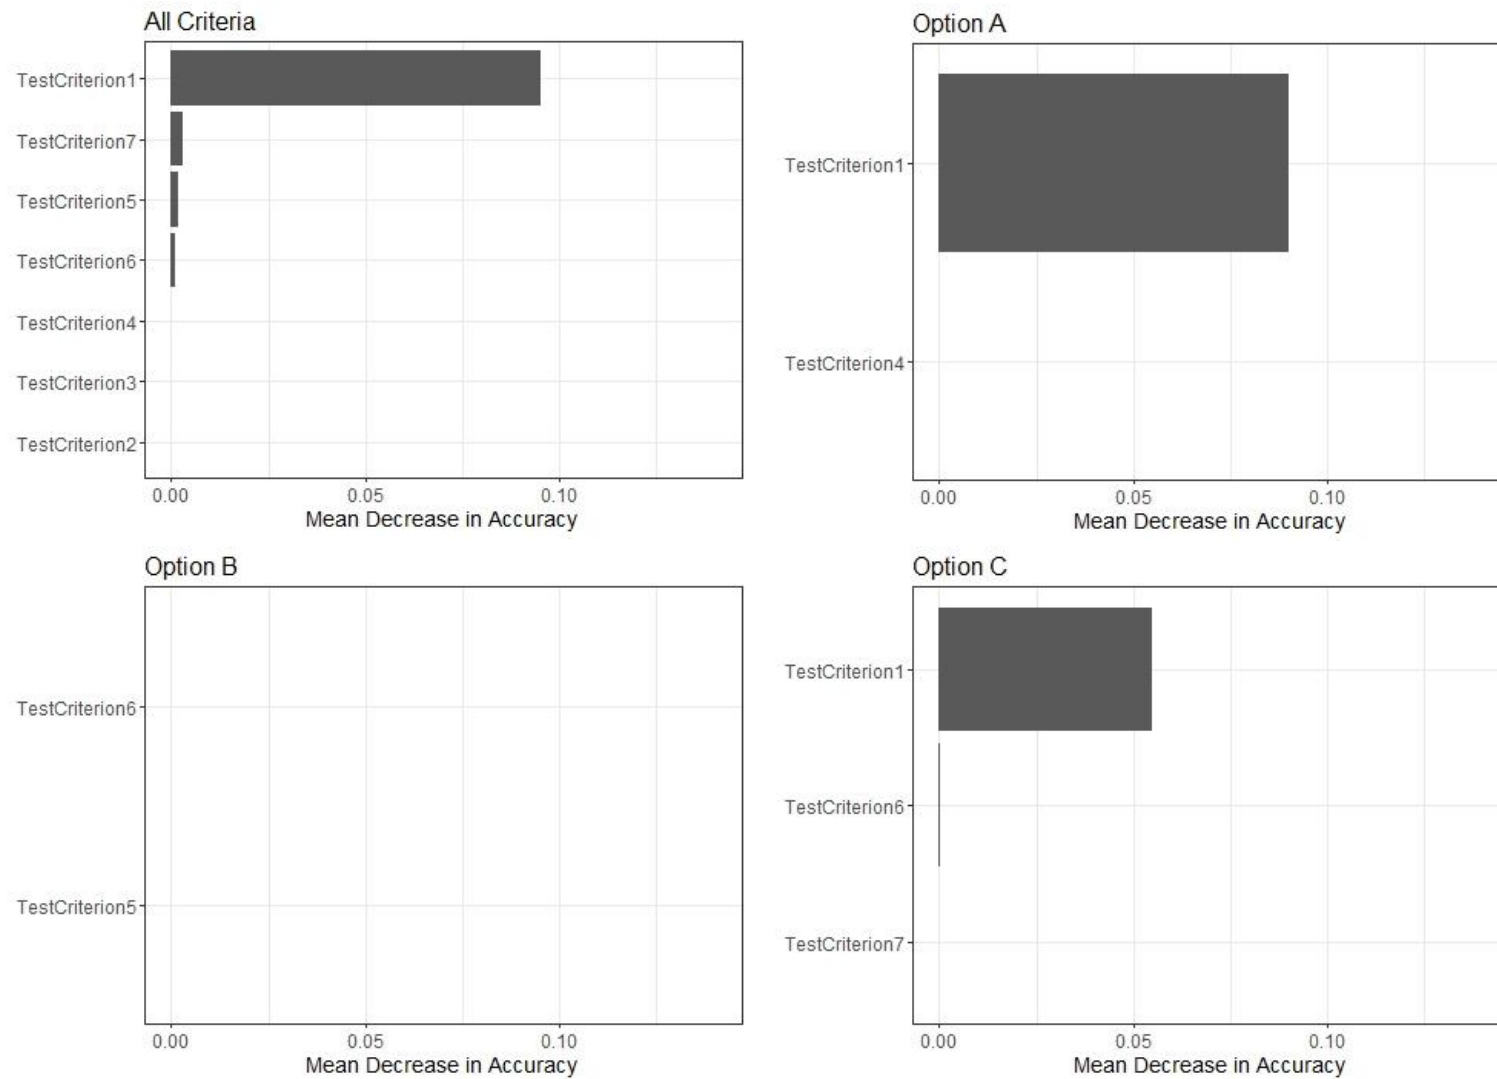 All Criteria
TestCriterion1
TestCriterion7
TestCriterion5
TestCriterion6
TestCriterion4
TestCriterion3
TestCriterion2
0.00 0.05 0.10
Mean Decrease in Accuracy
Option A
TestCriterion1
TestCriterion4
0.00 0.05 0.10
Mean Decrease in Accuracy
Option B
TestCriterion6
TestCriterion5
0.00 0.05 0.10
Mean Decrease in Accuracy
Option C
TestCriterion1
TestCriterion6
TestCriterion7
0.00 0.05 0.10
Mean Decrease in Accuracy